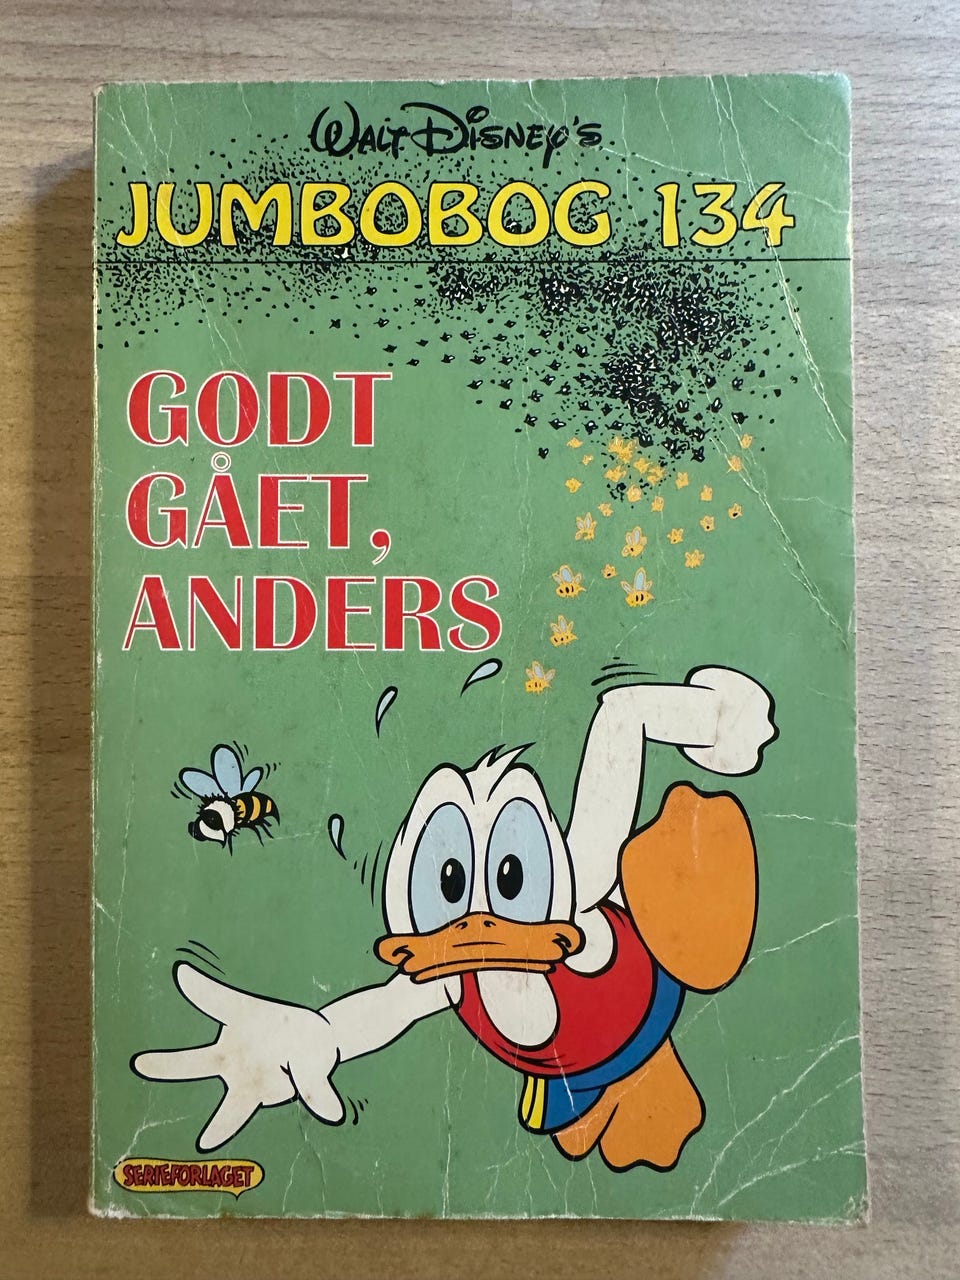 Walt Disney's
JUMBOBOG 134
GODT
GÅET,
ANDERS
SERIEFORLAGET